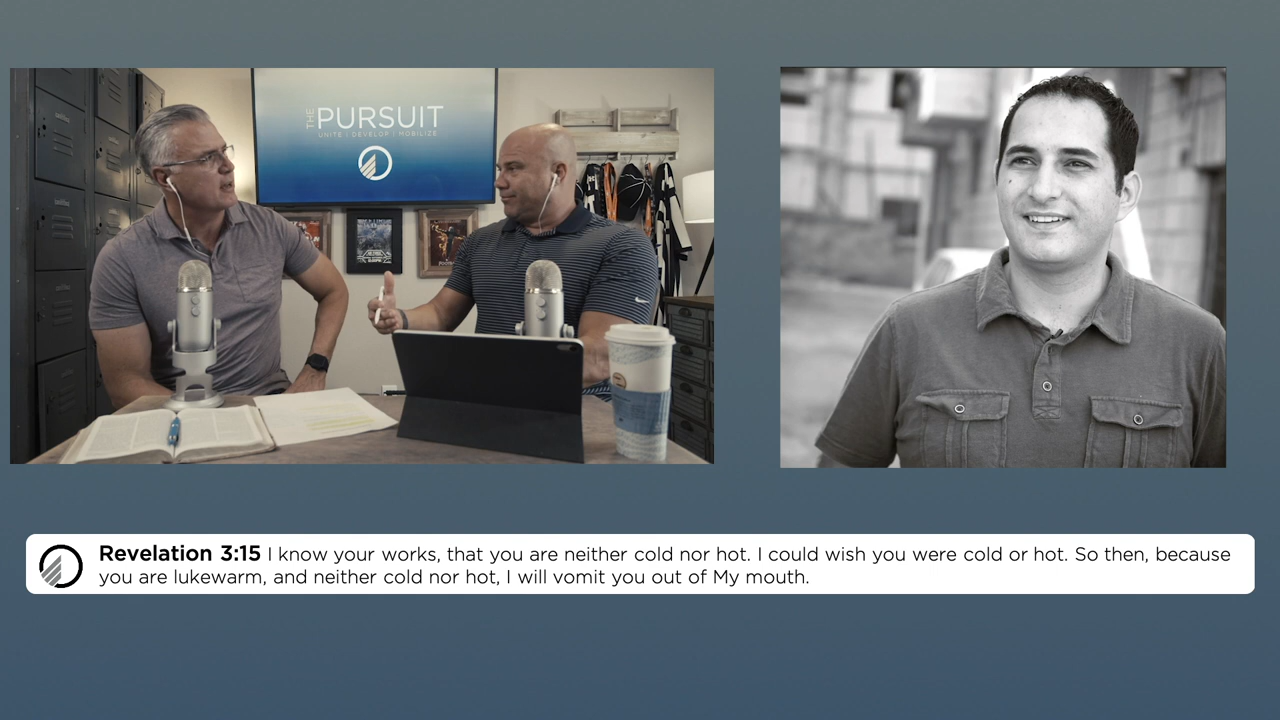 THE PURSUIT
UNITE | DEVELOP | MOBILIZE
Revelation 3:15 I know your works, that you are neither cold nor hot. I could wish you were cold or hot. So then, because
you are lukewarm, and neither cold nor hot, I will vomit you out of My mouth.